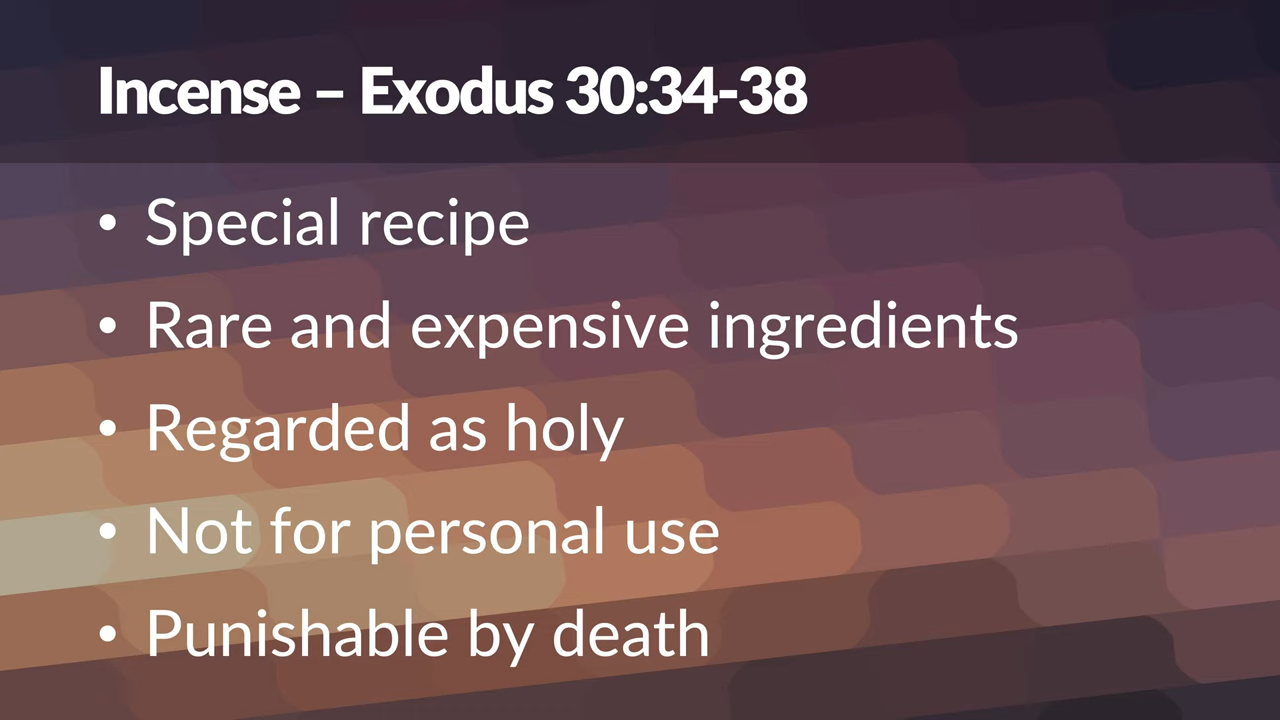 Incense – Exodus 30:34-38
• Special recipe
• Rare and expensive ingredients
• Regarded as holy
• Not for personal use
• Punishable by death